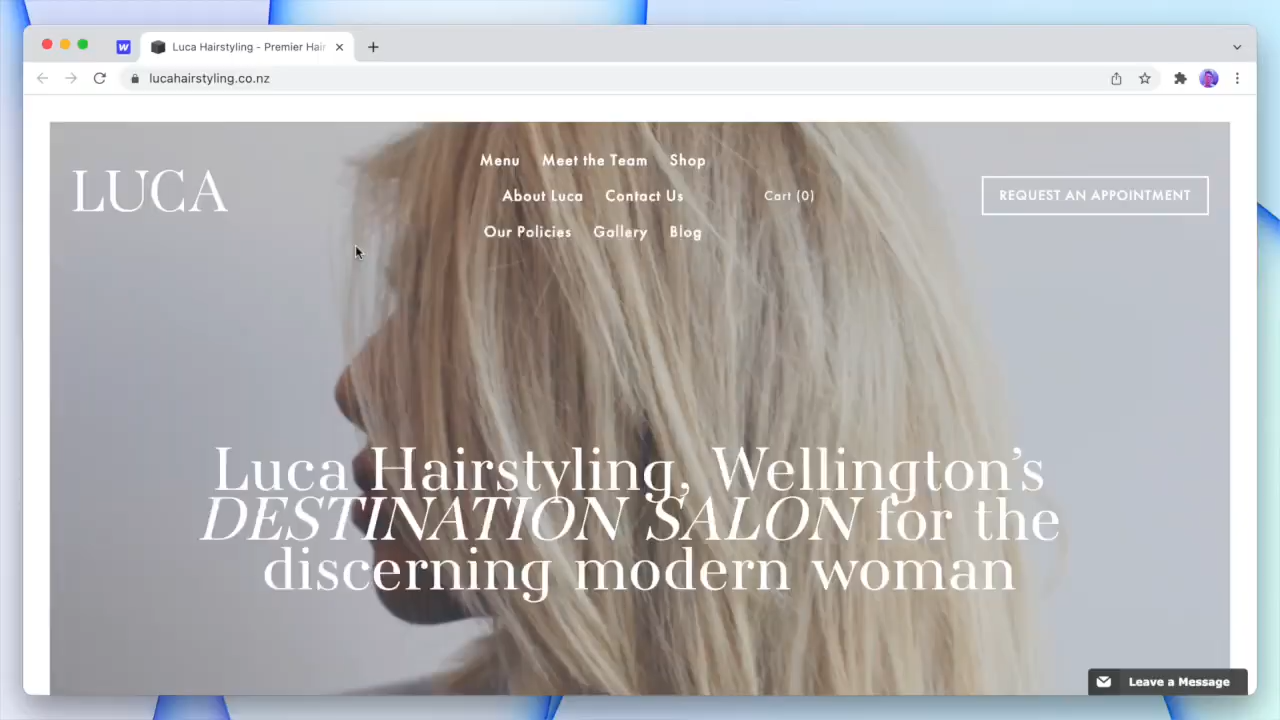 W
Luca Hairstyling - Premier Hair
lucahairstyling.co.nz
LUCA
Menu Meet the Team Shop
About Luca Contact Us
Our Policies Gallery Blog
Cart (0)
REQUEST AN APPOINTMENT
Luca Hairstyling, Wellington's
DESTINATION SALON for the
discerning modern woman
Leave a Message